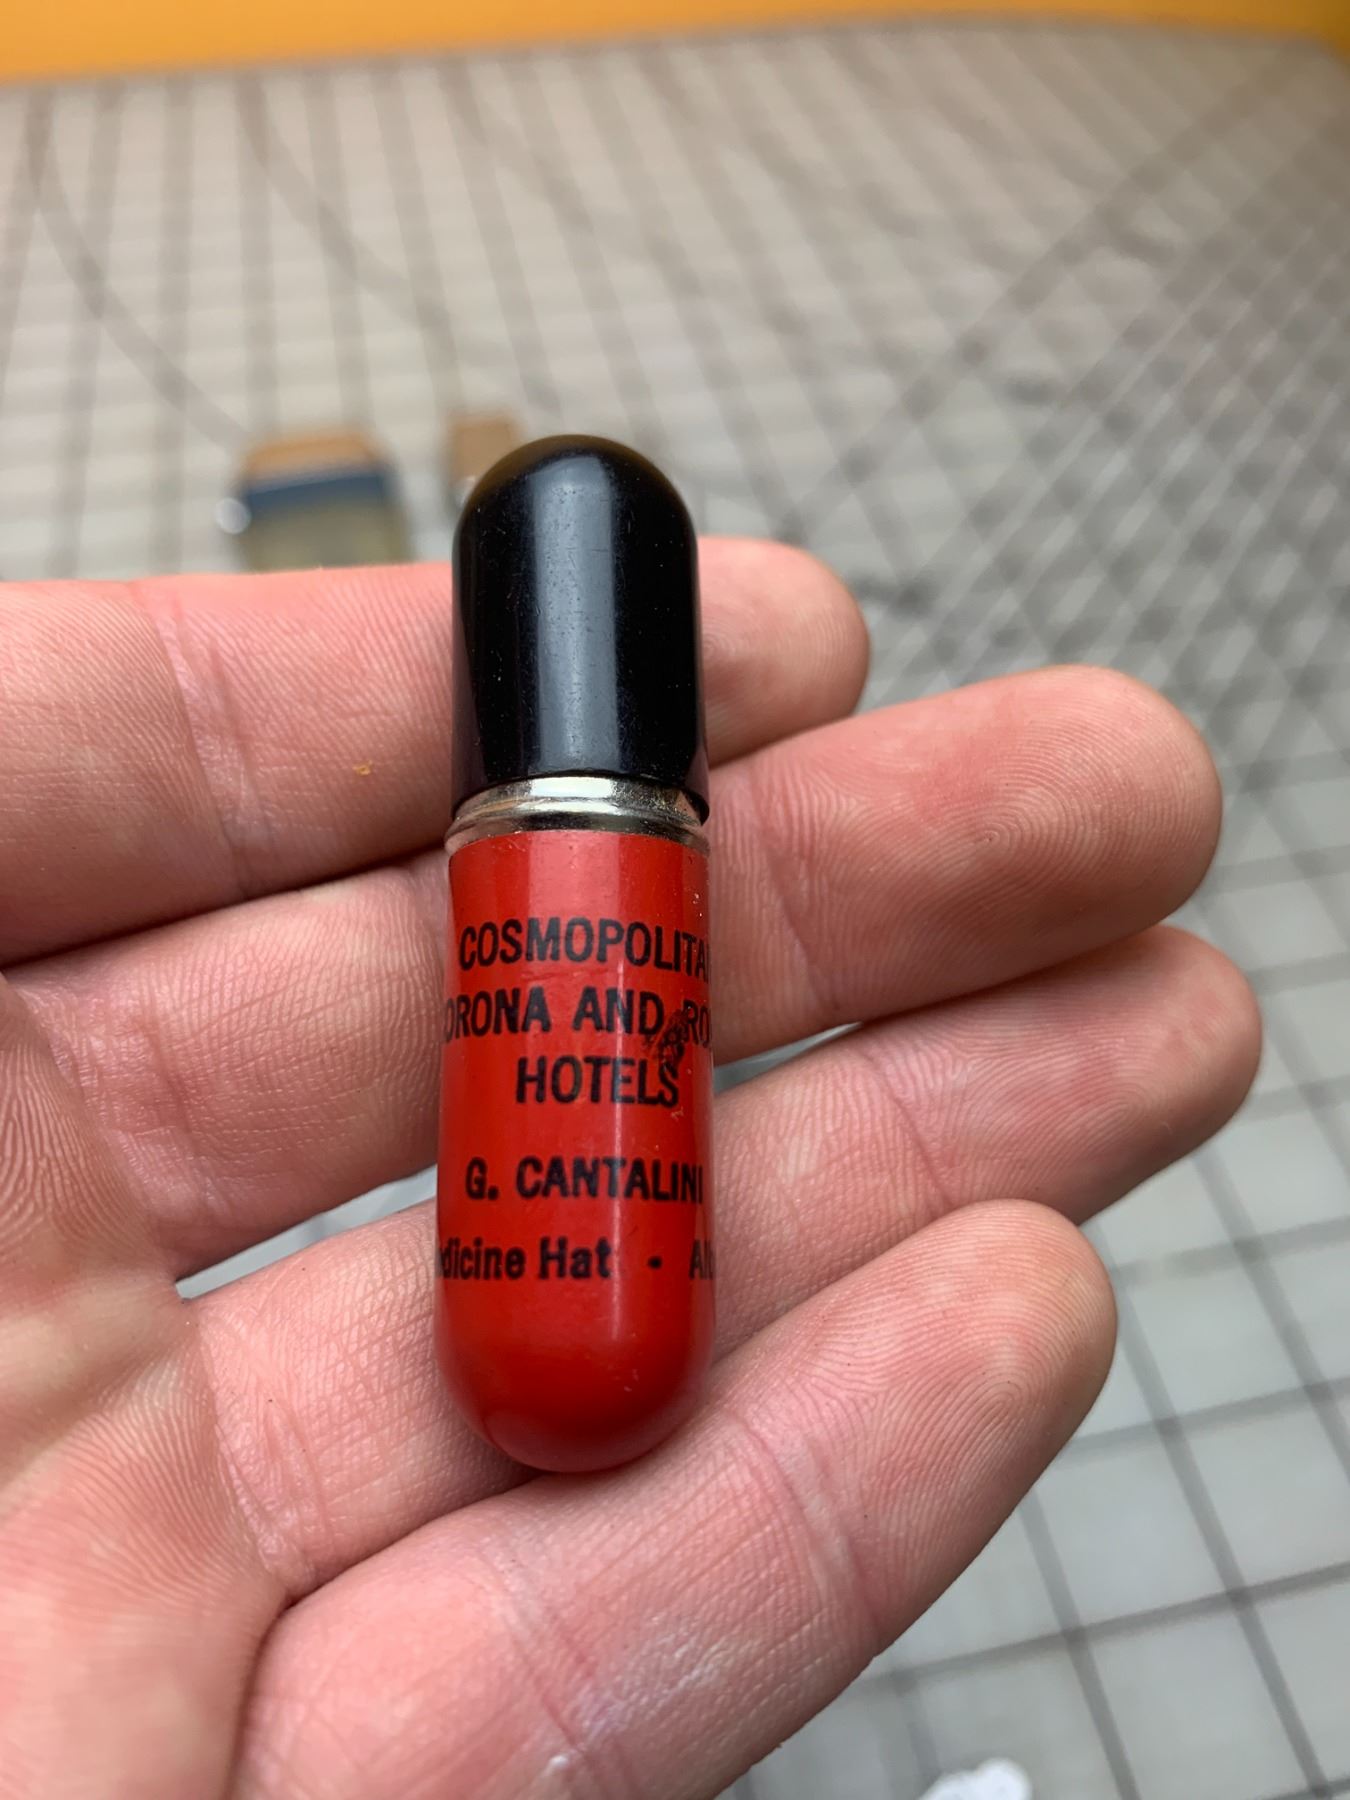 COSMOPOLITA
ORONA AND RO
HOTELS
G. CANTALINI
dicine Hat - Al